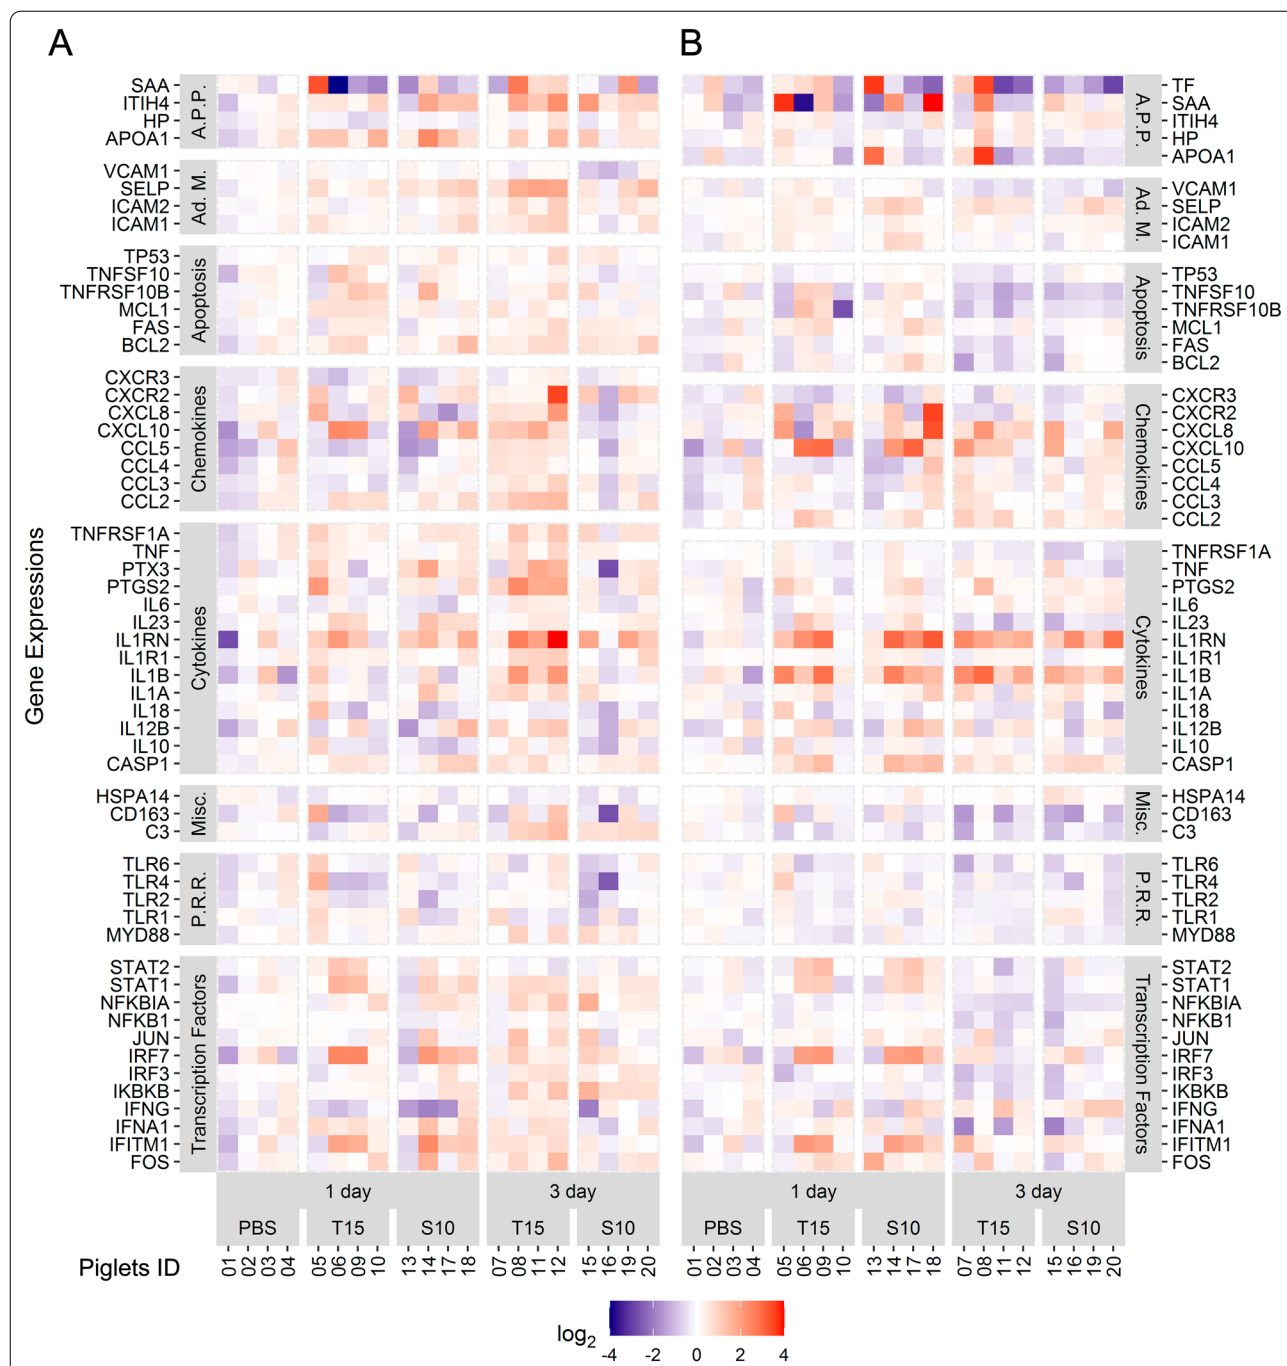 A
B
Gene Expressions
A.P.P.
SAA
ITIH4
HP
APOA1
Ad. M.
VCAM1
SELP
ICAM2
ICAM1
Apoptosis
TP53
TNFSF10
TNFRSF10B
MCL1
FAS
BCL2
Chemokines
CXCR3
CXCR2
CXCL8
CXCL10
CCL5
CCL4
CCL3
CCL2
Cytokines
TNFRSF1A
TNF
PTX3
PTGS2
IL6
IL23
IL1RN
IL1R1
IL1B
IL1A
IL18
IL12B
IL10
CASP1
Misc.
HSPA14
CD163
C3
P.R.R.
TLR6
TLR4
TLR2
TLR1
MYD88
Transcription Factors
STAT2
STAT1
NFKBIA
NFKB1
JUN
IRF7
IRF3
IKBKB
IFNG
IFNA1
IFITM1
FOS
A.P.P.
TF
SAA
ITIH4
HP
APOA1
Ad. M.
VCAM1
SELP
ICAM2
ICAM1
Apoptosis
TP53
TNFSF10
TNFRSF10B
MCL1
FAS
BCL2
Chemokines
CXCR3
CXCR2
CXCL8
CXCL10
CCL5
CCL4
CCL3
CCL2
Cytokines
TNFRSF1A
TNF
PTGS2
IL6
IL23
IL1RN
IL1R1
IL1B
IL1A
IL18
IL12B
IL10
CASP1
Misc.
HSPA14
CD163
C3
P.R.R.
TLR6
TLR4
TLR2
TLR1
MYD88
Transcription Factors
STAT2
STAT1
NFKBIA
NFKB1
JUN
IRF7
IRF3
IKBKB
IFNG
IFNA1
IFITM1
FOS
1 day 3 day 1 day 3 day
PBS T15 S10 T15 S10 PBS T15 S10 T15 S10
Piglets ID 01 02 03 04 05 06 09 10 13 14 17 18 07 08 11 12 15 16 19 20 01 02 03 04 05 06 09 10 13 14 17 18 07 08 11 12 15 16 19 20
log2
-4 -2 0 2 4